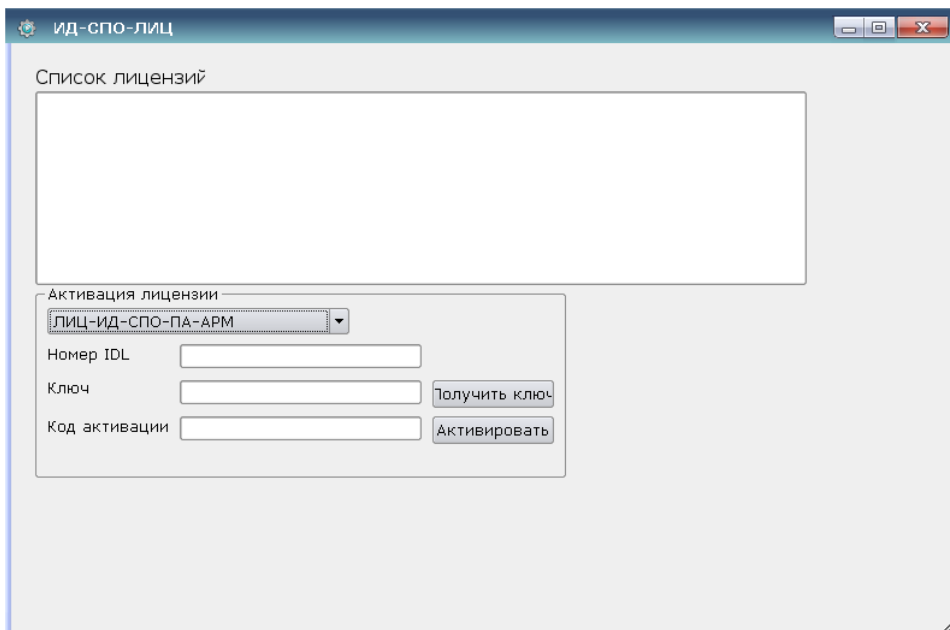 ИД-СПО-ЛИЦ
Список лицензий
Активация лицензии
ЛИЦ-ИД-СПО-ПА-АРМ
Номер IDL
Ключ
Получить ключ
Код активации
Активировать